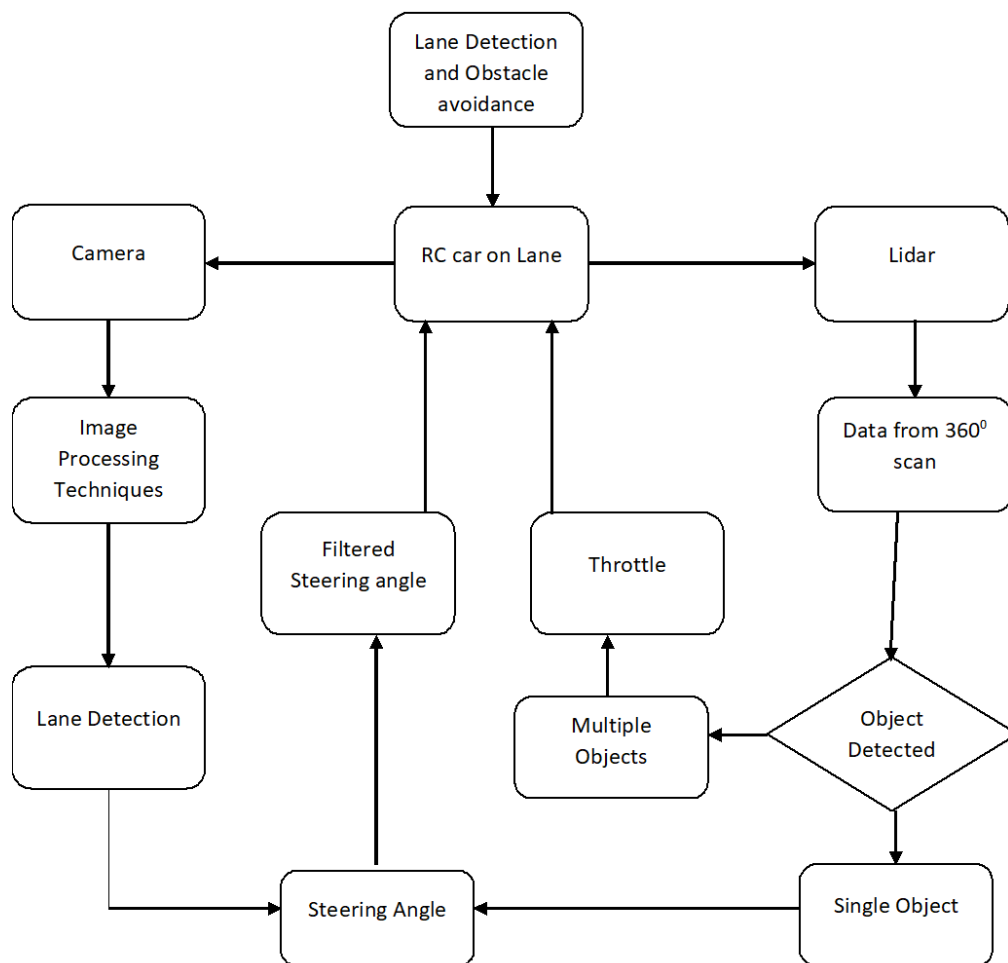 Lane Detection
and Obstacle
avoidance
Camera
RC car on Lane
Lidar
Image
Processing
Techniques
Data from 360⁰
scan
Filtered
Steering angle
Throttle
Lane Detection
Multiple
Objects
Object
Detected
Steering Angle
Single Object